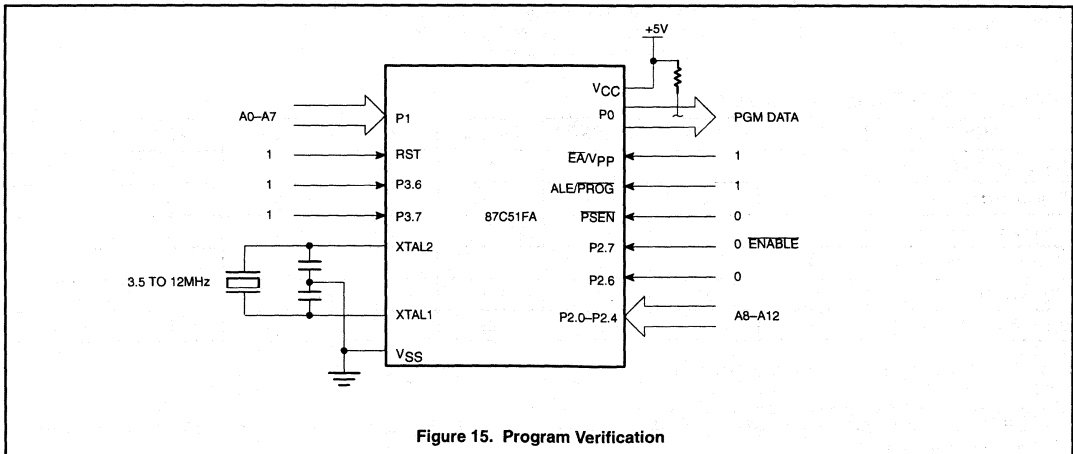 +5V
VCC
A0–A7 P1 P0 PGM DATA
1 RST EA/VPP 1
1 P3.6 ALE/PROG 1
1 P3.7 87C51FA PSEN 0
XTAL2 P2.7 0 ENABLE
3.5 TO 12MHz P2.6 0
XTAL1 P2.0–P2.4 A8–A12
VSS
Figure 15. Program Verification